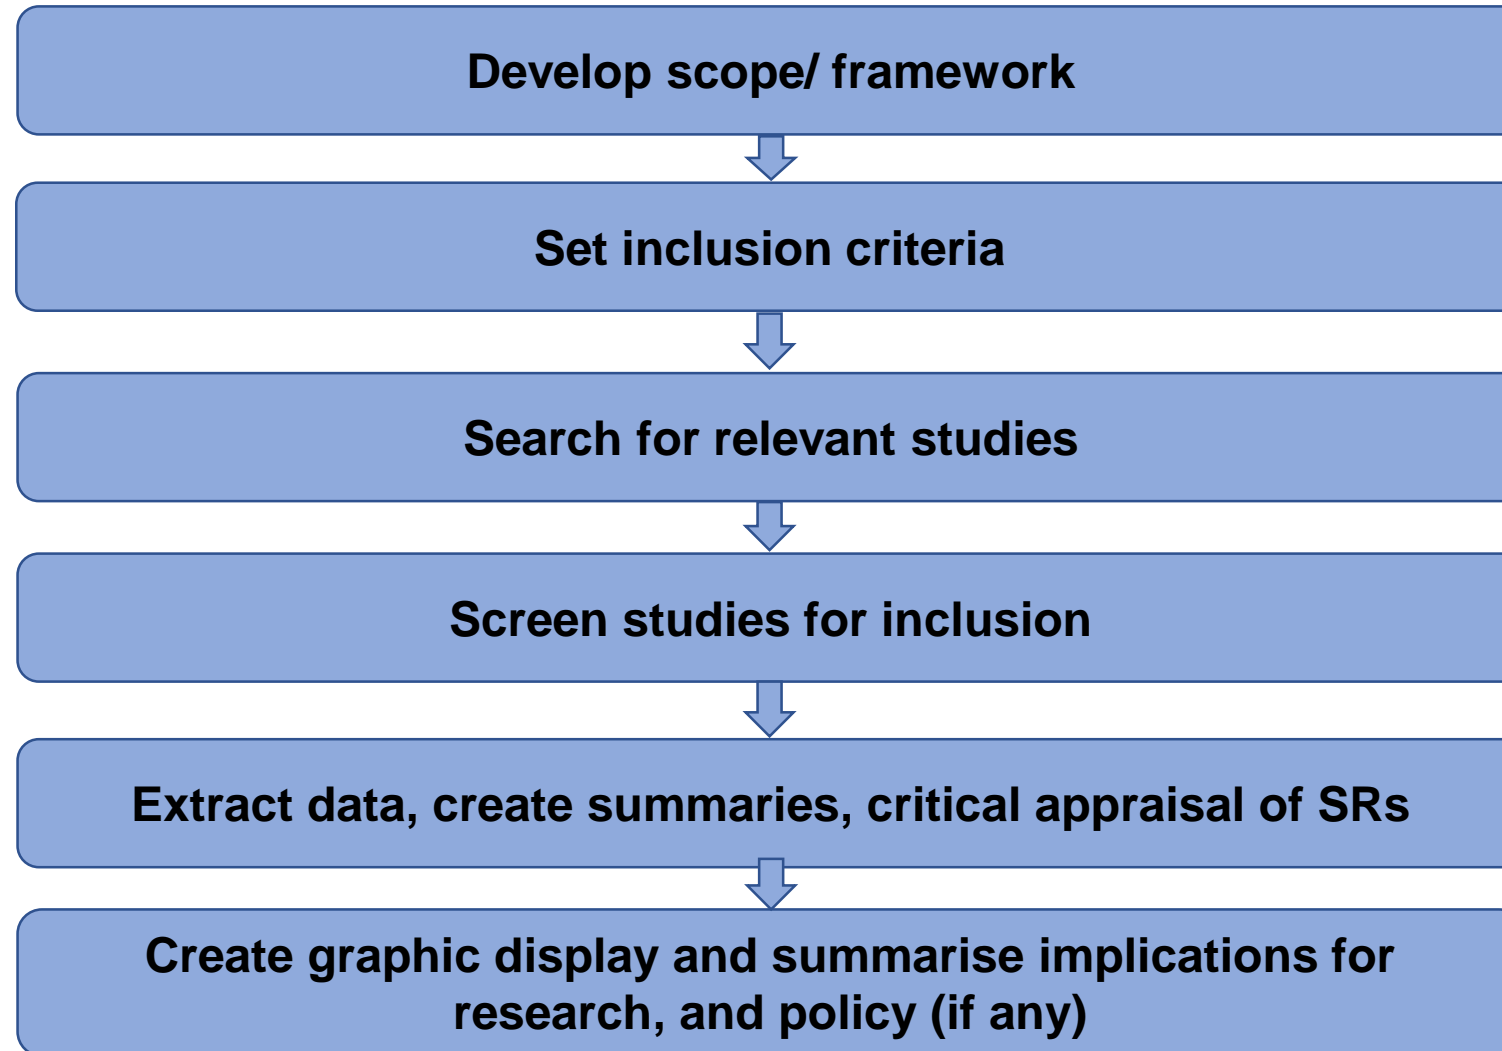 Develop scope/ framework
Set inclusion criteria
Search for relevant studies
Screen studies for inclusion
Extract data, create summaries, critical appraisal of SRs
Create graphic display and summarise implications for
research, and policy (if any)